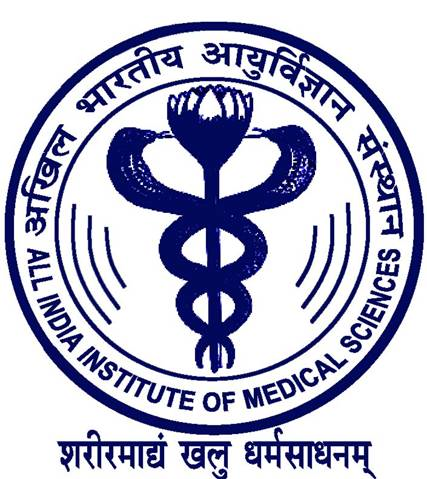 अखिल भारतीय आयुर्विज्ञान संस्थान
ALL INDIA INSTITUTE OF MEDICAL SCIENCES
शरीरमाद्यं खलु धर्मसाधनम्